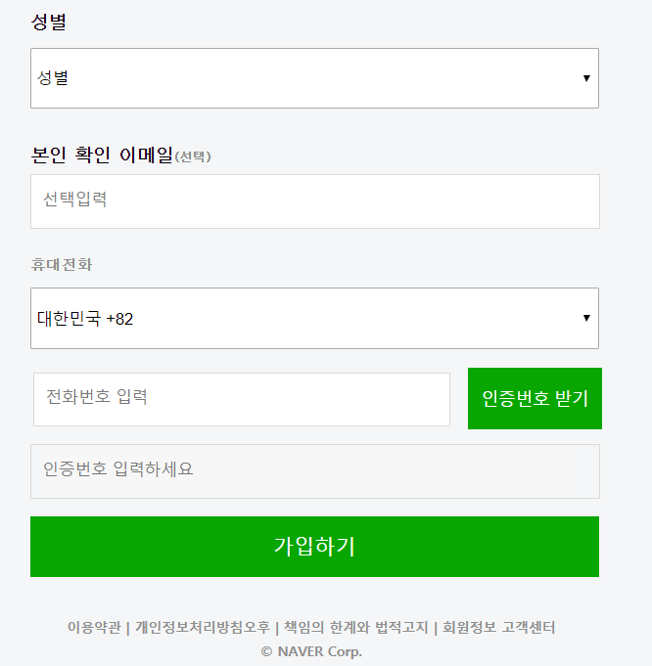 성별
성별
본인 확인 이메일(선택)
선택입력
휴대전화
대한민국 +82
전화번호 입력
인증번호 받기
인증번호 입력하세요
가입하기
이용약관 | 개인정보처리방침오후 | 책임의 한계와 법적고지 | 회원정보 고객센터
© NAVER Corp.